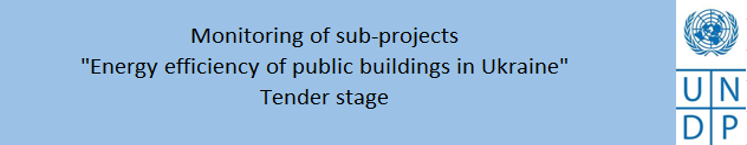 Monitoring of sub-projects
"Energy efficiency of public buildings in Ukraine"
Tender stage
U N
D P